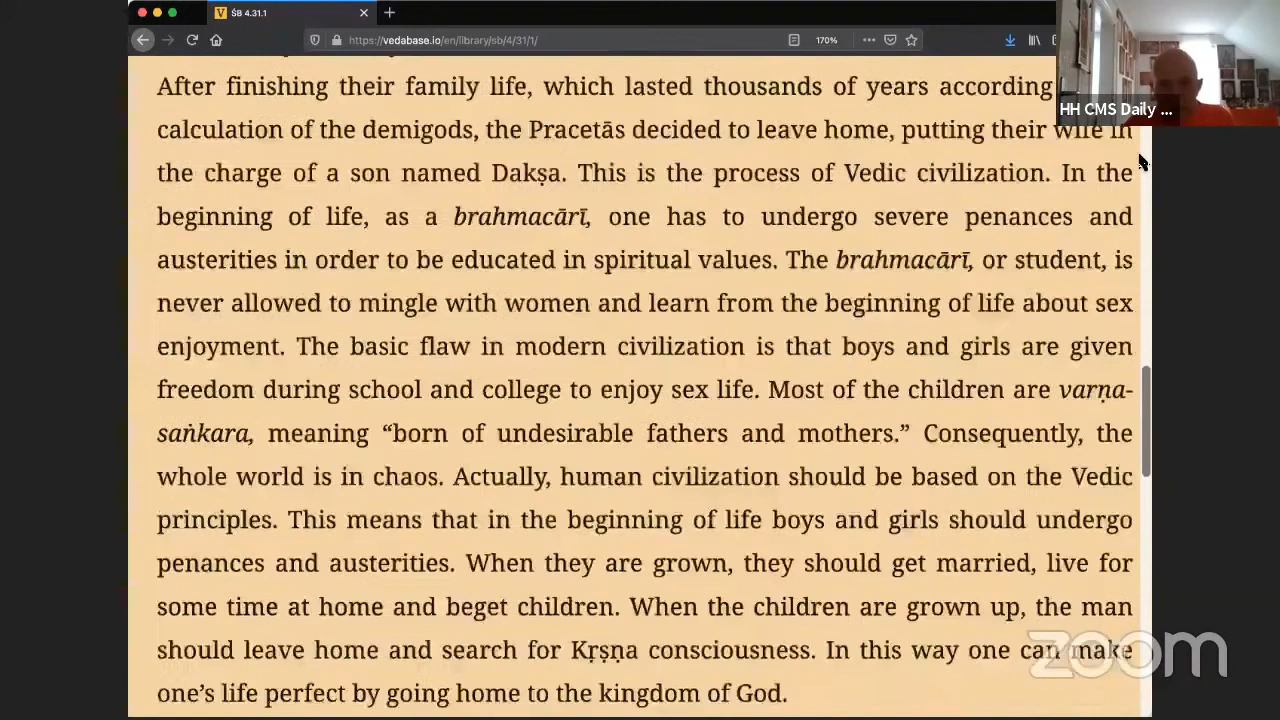 ŚB 4.31.1
https://vedabase.io/en/library/sb/4/31/1/
170%
HH CMS Daily ...
After finishing their family life, which lasted thousands of years according
calculation of the demigods, the Pracetās decided to leave home, putting their wife in
the charge of a son named Dakṣa. This is the process of Vedic civilization. In the
beginning of life, as a brahmacārī, one has to undergo severe penances and
austerities in order to be educated in spiritual values. The brahmacārī, or student, is
never allowed to mingle with women and learn from the beginning of life about sex
enjoyment. The basic flaw in modern civilization is that boys and girls are given
freedom during school and college to enjoy sex life. Most of the children are varṇa-
saṅkara, meaning “born of undesirable fathers and mothers.” Consequently, the
whole world is in chaos. Actually, human civilization should be based on the Vedic
principles. This means that in the beginning of life boys and girls should undergo
penances and austerities. When they are grown, they should get married, live for
some time at home and beget children. When the children are grown up, the man
should leave home and search for Kṛṣṇa consciousness. In this way one can make
one’s life perfect by going home to the kingdom of God.
zoom